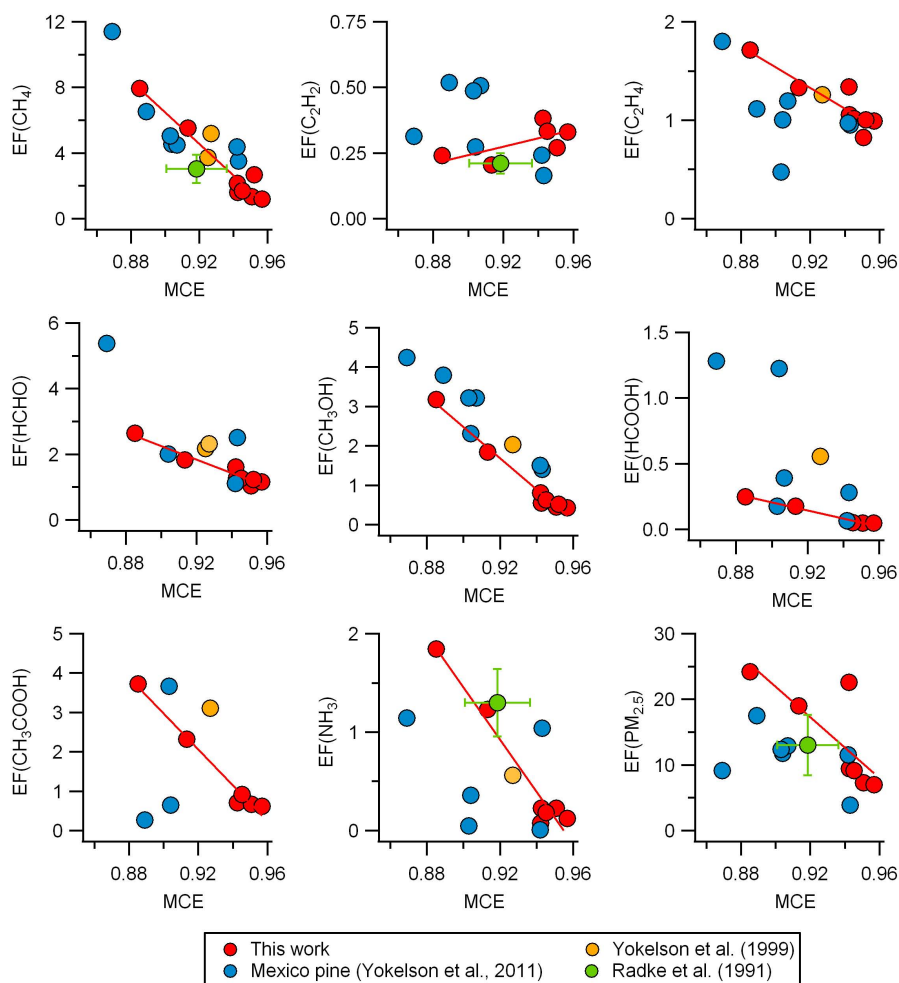 12
8
4
0
EF(CH4)
0.88 0.92 0.96
MCE
0.75
0.50
0.25
0.00
EF(C2H2)
0.88 0.92 0.96
MCE
2
1
0
EF(C2H4)
0.88 0.92 0.96
MCE
6
4
2
0
EF(HCHO)
0.88 0.92 0.96
MCE
5
4
3
2
1
0
EF(CH3OH)
0.88 0.92 0.96
MCE
1.5
1.0
0.5
0.0
EF(HCOOH)
0.88 0.92 0.96
MCE
5
4
3
2
1
0
EF(CH3COOH)
0.88 0.92 0.96
MCE
2
1
0
EF(NH3)
0.88 0.92 0.96
MCE
30
20
10
0
EF(PM2.5)
0.88 0.92 0.96
MCE
This work
Mexico pine (Yokelson et al., 2011)
Yokelson et al. (1999)
Radke et al. (1991)